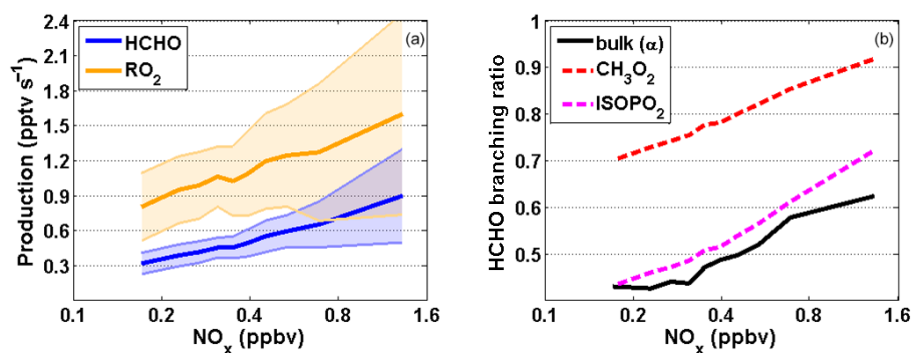 2.4
2.1
1.8
1.5
1.2
0.9
0.6
0.3
Production (pptv s⁻¹)
HCHO
RO₂
(a)
0.1 0.2 0.4 0.8 1.6
NOₓ (ppbv)
1
0.9
0.8
0.7
0.6
0.5
HCHO branching ratio
bulk (α)
CH₃O₂
ISOPO₂
(b)
0.1 0.2 0.4 0.8 1.6
NOₓ (ppbv)